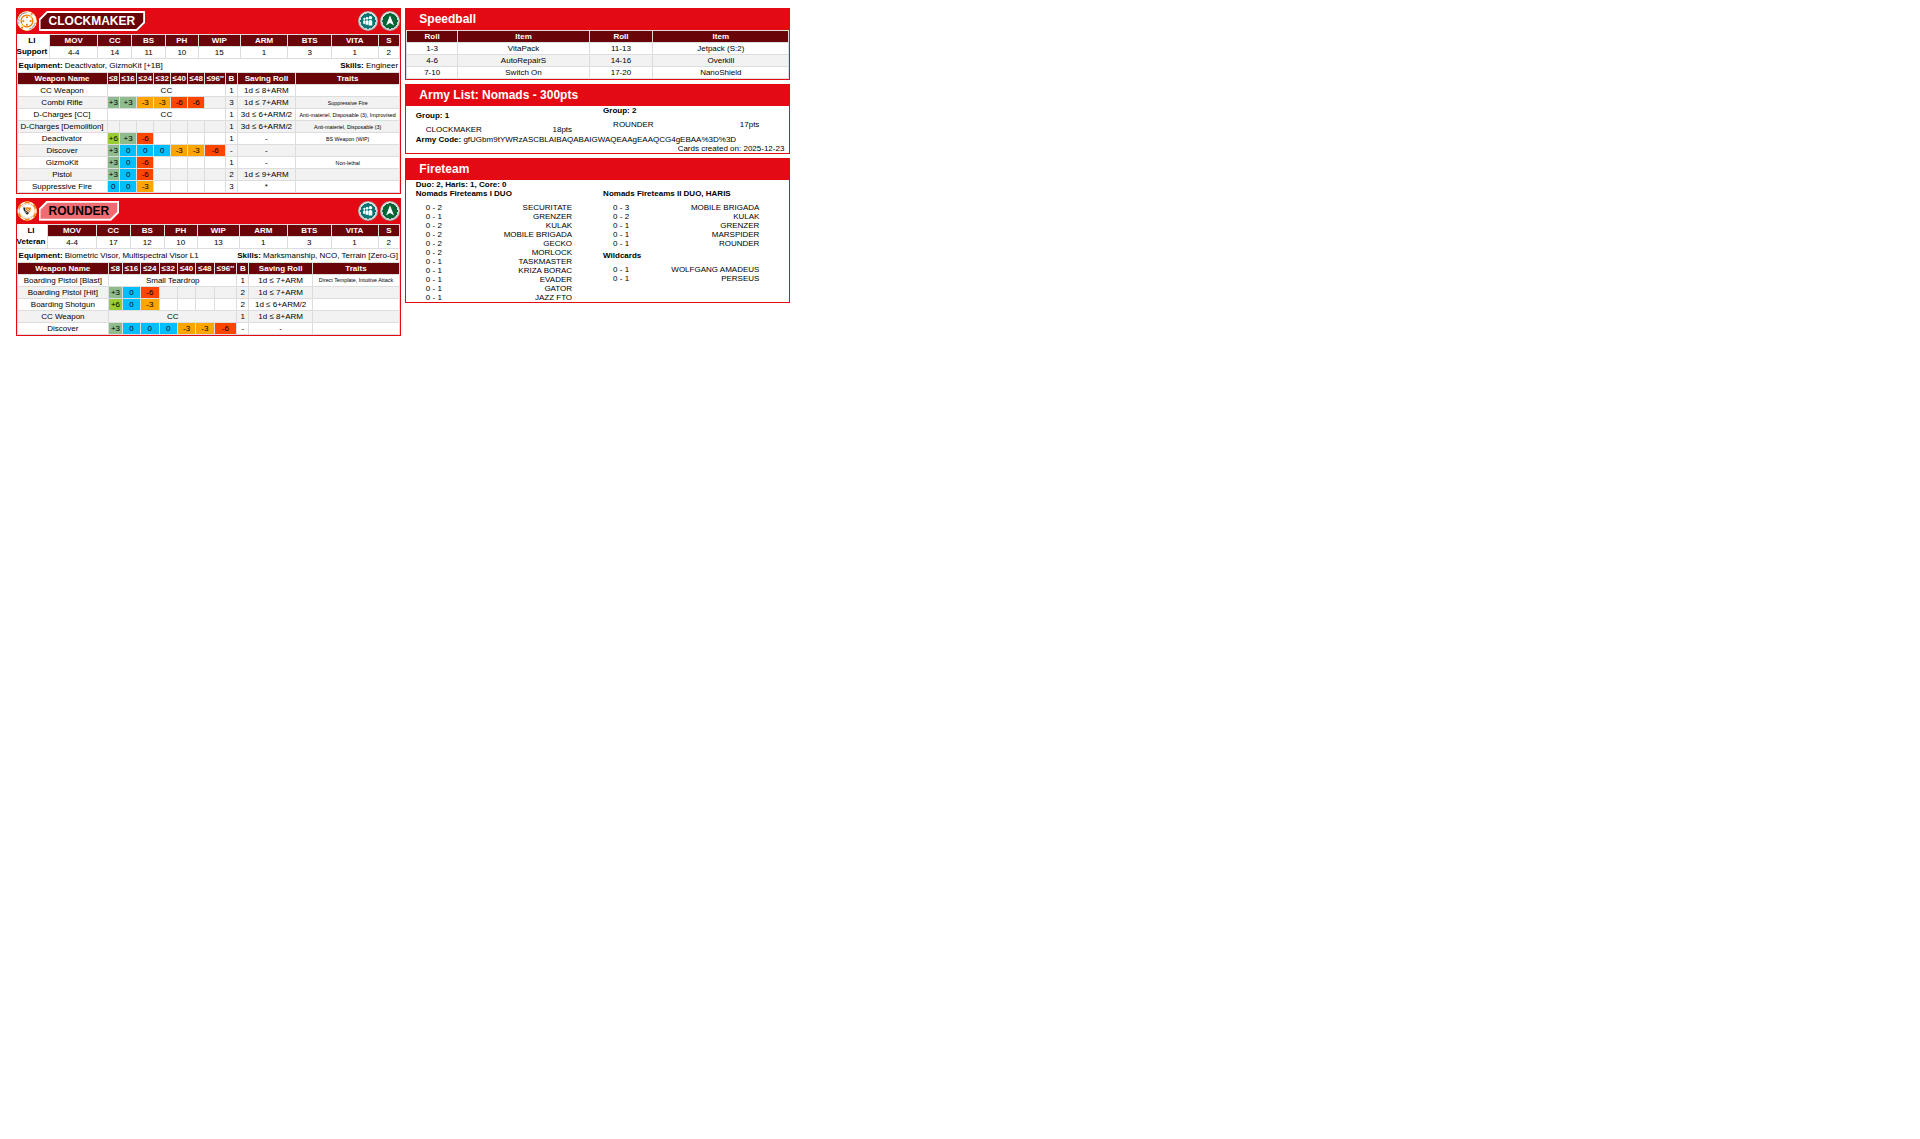 CLOCKMAKER
LI MOV CC BS PH WIP ARM BTS VITA S
Support 4-4 14 11 10 15 1 3 1 2
Equipment: Deactivator, GizmoKit [+1B] Skills: Engineer
Weapon Name ≤8 ≤16 ≤24 ≤32 ≤40 ≤48 ≤96" B Saving Roll Traits
CC Weapon CC 1 1d ≤ 8+ARM
Combi Rifle +3 +3 -3 -3 -6 -6 3 1d ≤ 7+ARM Suppressive Fire
D-Charges [CC] CC 1 3d ≤ 6+ARM/2 Anti-materiel, Disposable (3), Improvised
D-Charges [Demolition] 1 3d ≤ 6+ARM/2 Anti-materiel, Disposable (3)
Deactivator +6 +3 -6 1 - BS Weapon (WIP)
Discover +3 0 0 0 -3 -3 -6 - -
GizmoKit +3 0 -6 1 - Non-lethal
Pistol +3 0 -6 2 1d ≤ 9+ARM
Suppressive Fire 0 0 -3 3 *
ROUNDER
LI MOV CC BS PH WIP ARM BTS VITA S
Veteran 4-4 17 12 10 13 1 3 1 2
Equipment: Biometric Visor, Multispectral Visor L1 Skills: Marksmanship, NCO, Terrain [Zero-G]
Weapon Name ≤8 ≤16 ≤24 ≤32 ≤40 ≤48 ≤96" B Saving Roll Traits
Boarding Pistol [Blast] Small Teardrop 1 1d ≤ 7+ARM Direct Template, Intuitive Attack
Boarding Pistol [Hit] +3 0 -6 2 1d ≤ 7+ARM
Boarding Shotgun +6 0 -3 2 1d ≤ 6+ARM/2
CC Weapon CC 1 1d ≤ 8+ARM
Discover +3 0 0 0 -3 -3 -6 - -
Speedball
Roll Item Roll Item
1-3 VitaPack 11-13 Jetpack (S:2)
4-6 AutoRepairS 14-16 Overkill
7-10 Switch On 17-20 NanoShield
Army List: Nomads - 300pts
Group: 1
CLOCKMAKER 18pts
Group: 2
ROUNDER 17pts
Army Code: gfUGbm9tYWRzASCBLAIBAQABAIGWAQEAAgEAAQCG4gEBAA%3D%3D
Cards created on: 2025-12-23
Fireteam
Duo: 2, Haris: 1, Core: 0
Nomads Fireteams I DUO
0 - 2 SECURITATE
0 - 1 GRENZER
0 - 2 KULAK
0 - 2 MOBILE BRIGADA
0 - 2 GECKO
0 - 2 MORLOCK
0 - 1 TASKMASTER
0 - 1 KRIZA BORAC
0 - 1 EVADER
0 - 1 GATOR
0 - 1 JAZZ FTO
Nomads Fireteams II DUO, HARIS
0 - 3 MOBILE BRIGADA
0 - 2 KULAK
0 - 1 GRENZER
0 - 1 MARSPIDER
0 - 1 ROUNDER
Wildcards
0 - 1 WOLFGANG AMADEUS
0 - 1 PERSEUS